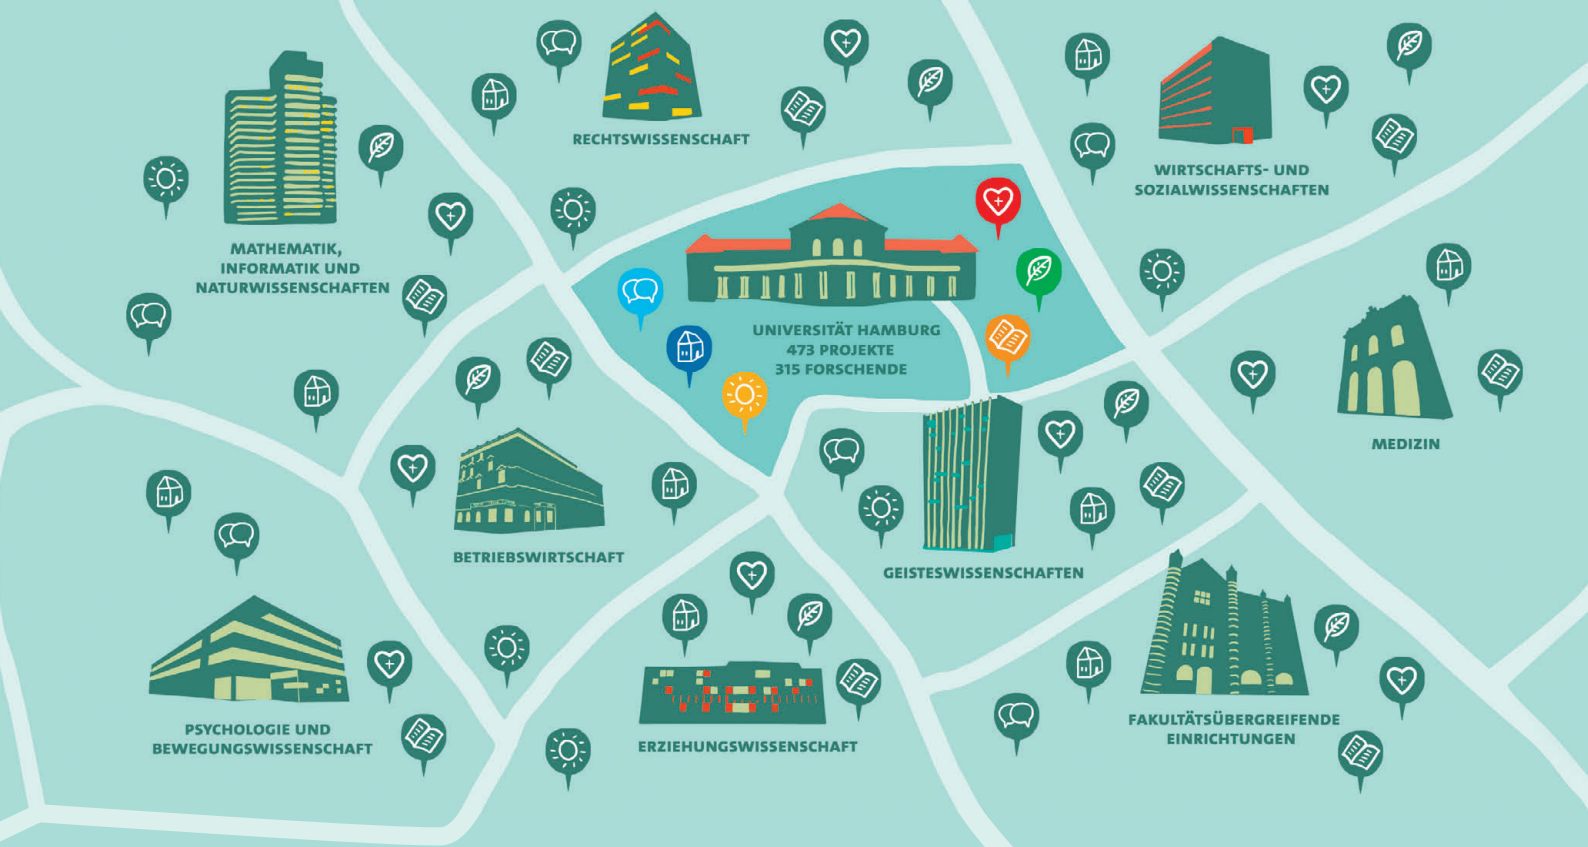 RECHTSWISSENSCHAFT
WIRTSCHAFTS- UND
SOZIALWISSENSCHAFTEN
MATHEMATIK,
INFORMATIK UND
NATURWISSENSCHAFTEN
UNIVERSITÄT HAMBURG
473 PROJEKTE
315 FORSCHENDE
MEDIZIN
BETRIEBSWIRTSCHAFT
GEISTESWISSENSCHAFTEN
PSYCHOLOGIE UND
BEWEGUNGSWISSENSCHAFT
ERZIEHUNGSWISSENSCHAFT
FAKULTÄTSÜBERGREIFENDE
EINRICHTUNGEN